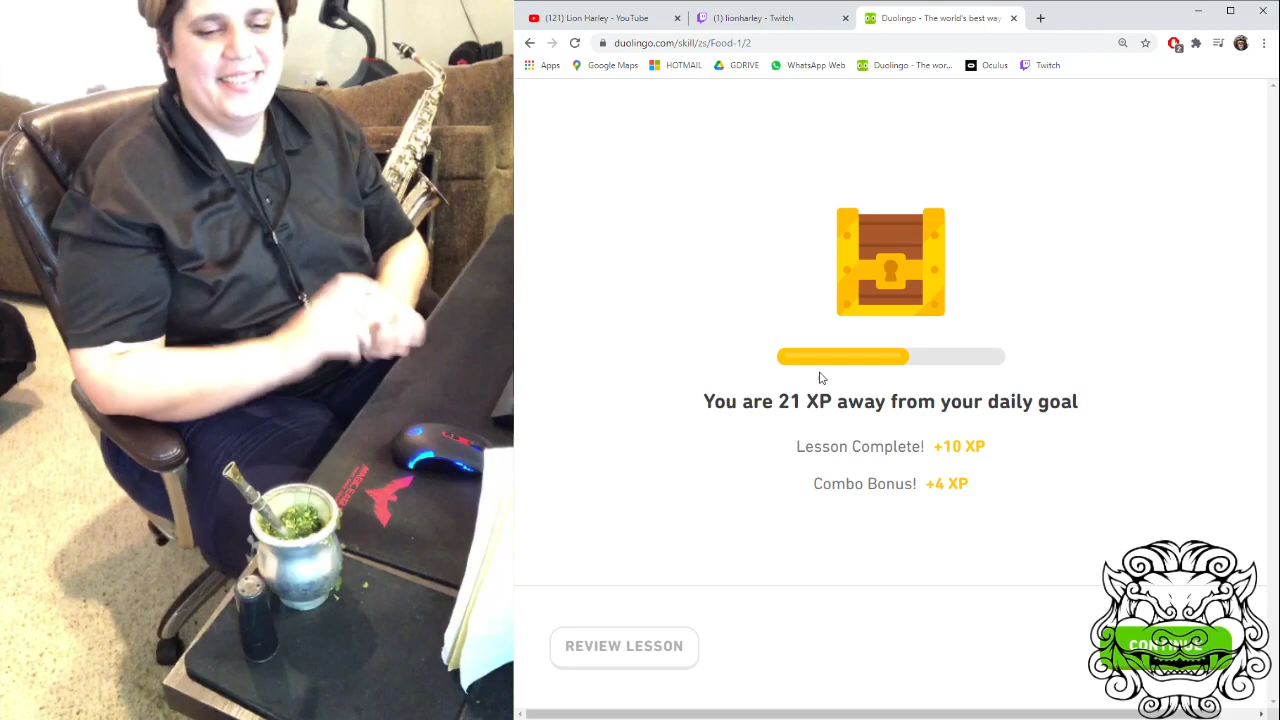 (121) Lion Harley - YouTube
(1) lionharley - Twitch
Duolingo - The world's best way
duolingo.com/skill/zs/Food-1/2
Apps
Google Maps
HOTMAIL
GDRIVE
WhatsApp Web
Duolingo - The wor...
Oculus
Twitch
You are 21 XP away from your daily goal
Lesson Complete! +10 XP
Combo Bonus! +4 XP
REVIEW LESSON
CONTINUE